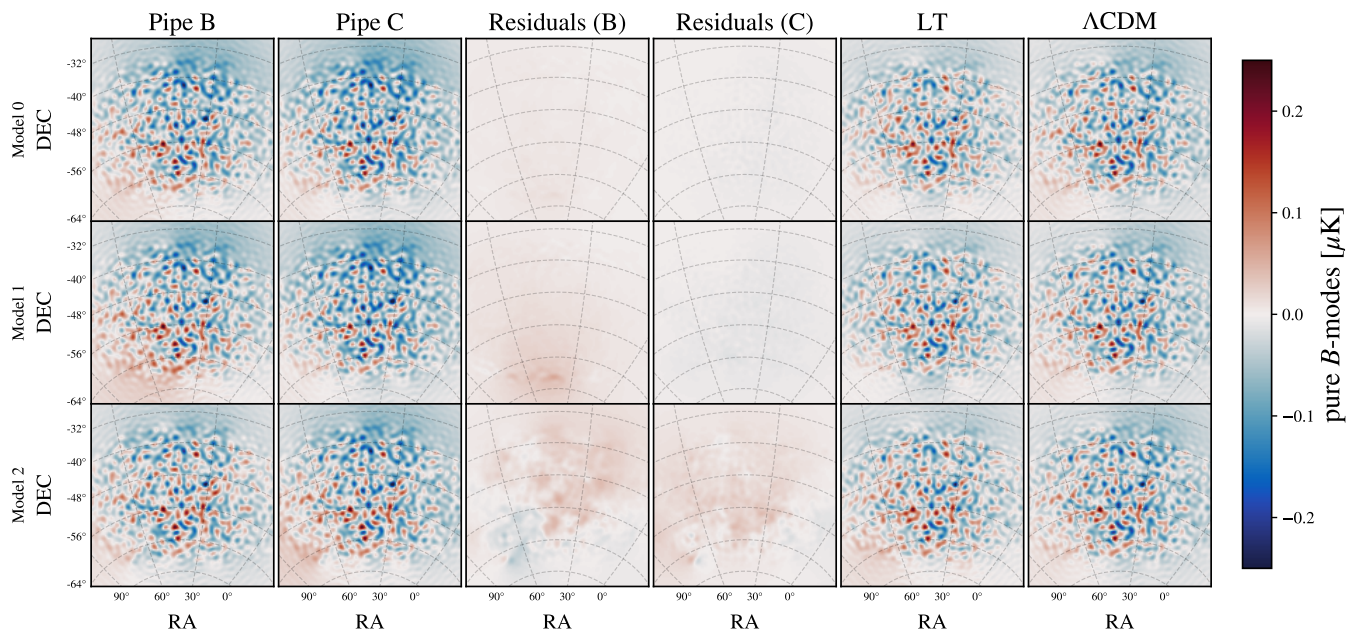 Pipe B Pipe C Residuals (B) Residuals (C) LT ΛCDM
Model 0
DEC
-32°
-40°
-48°
-56°
-64°
Model 1
DEC
-32°
-40°
-48°
-56°
-64°
Model 2
DEC
-32°
-40°
-48°
-56°
-64°
90° 60° 30° 0° 90° 60° 30° 0° 90° 60° 30° 0° 90° 60° 30° 0° 90° 60° 30° 0° 90° 60° 30° 0°
RA RA RA RA RA RA
0.2
0.1
0.0
−0.1
−0.2
pure B-modes [μK]